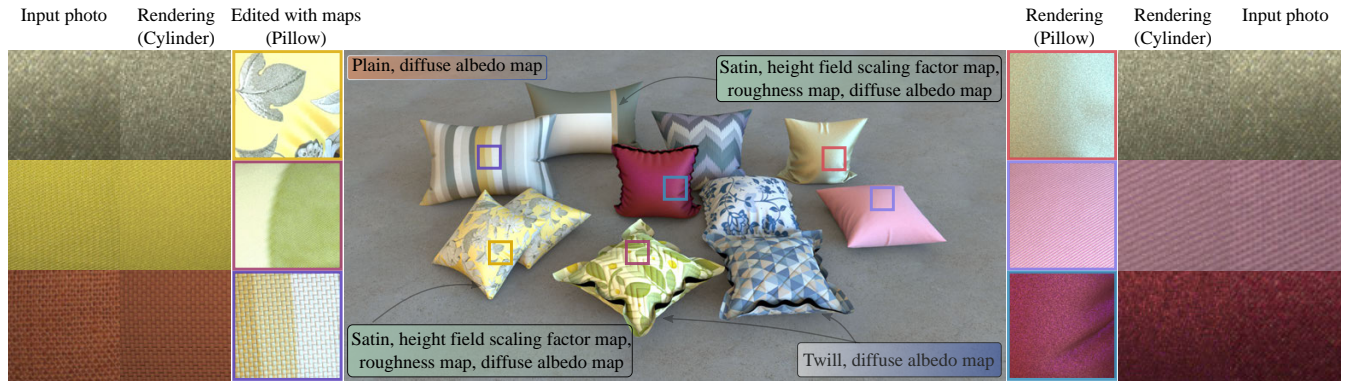 Input photo
Rendering
(Cylinder)
Edited with maps
(Pillow)
Rendering
(Pillow)
Rendering
(Cylinder)
Input photo
Plain, diffuse albedo map
Satin, height field scaling factor map,
roughness map, diffuse albedo map
Satin, height field scaling factor map,
roughness map, diffuse albedo map
Twill, diffuse albedo map